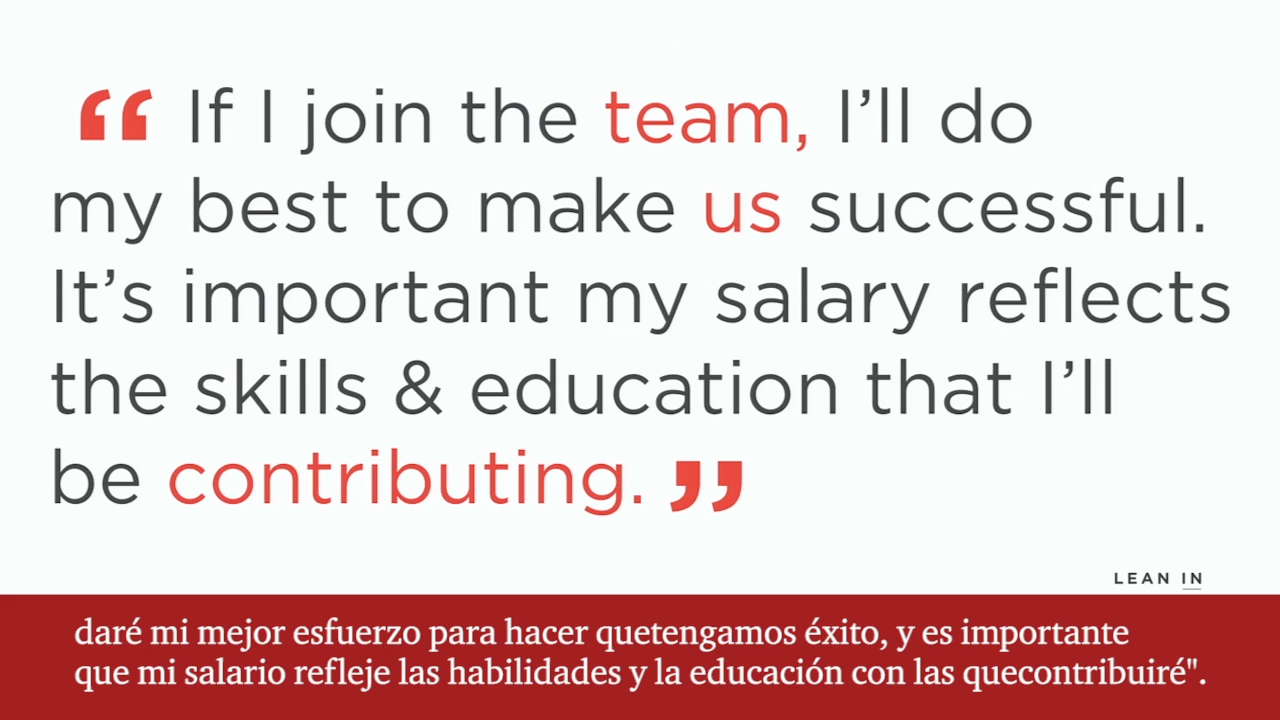 “ If I join the team, I’ll do
my best to make us successful.
It’s important my salary reflects
the skills & education that I’ll
be contributing. ”
LEAN IN
daré mi mejor esfuerzo para hacer quetengamos éxito, y es importante
que mi salario refleje las habilidades y la educación con las quecontribuiré".